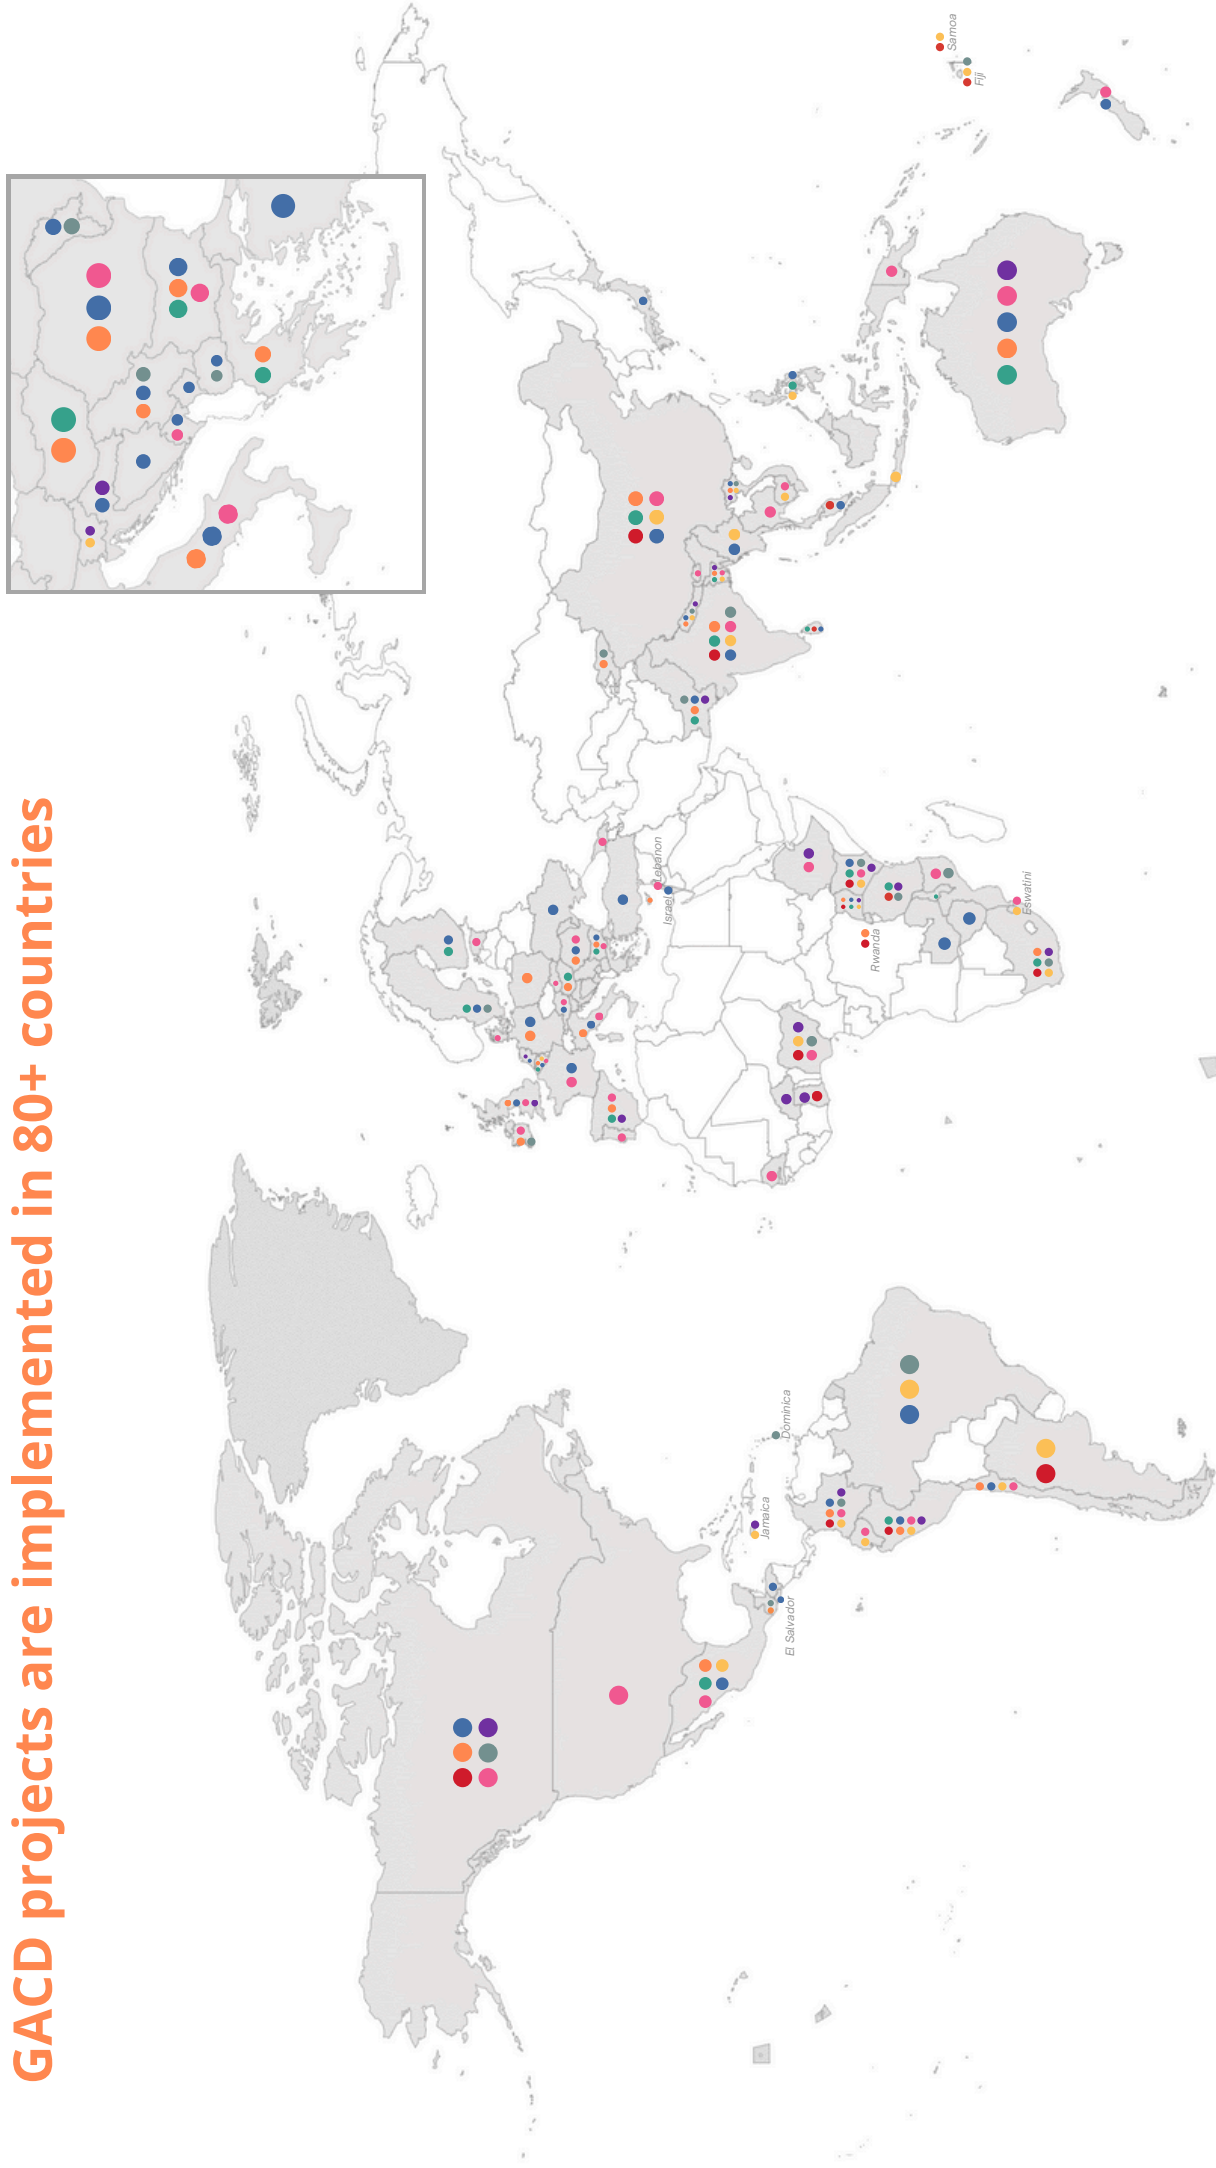 GACD projects are implemented in 80+ countries
El Salvador
Jamaica
Dominica
Rwanda
Israel
Lebanon
Eswatini
Fiji
Samoa